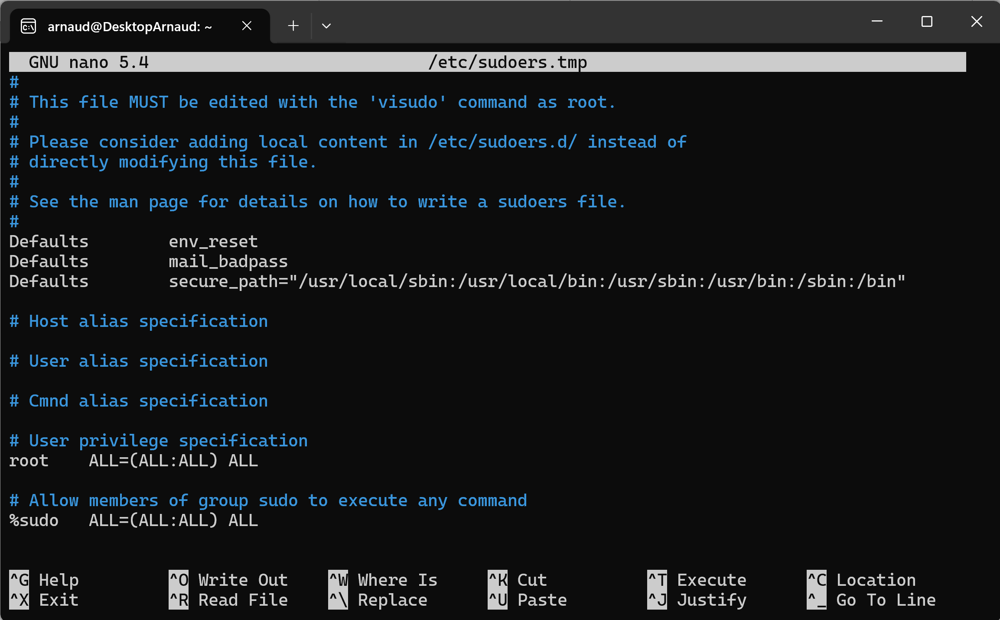 arnaud@DesktopArnaud: ~
GNU nano 5.4 /etc/sudoers.tmp
#
# This file MUST be edited with the 'visudo' command as root.
#
# Please consider adding local content in /etc/sudoers.d/ instead of
# directly modifying this file.
#
# See the man page for details on how to write a sudoers file.
#
Defaults        env_reset
Defaults        mail_badpass
Defaults        secure_path="/usr/local/sbin:/usr/local/bin:/usr/sbin:/usr/bin:/sbin:/bin"
# Host alias specification
# User alias specification
# Cmnd alias specification
# User privilege specification
root    ALL=(ALL:ALL) ALL
# Allow members of group sudo to execute any command
%sudo   ALL=(ALL:ALL) ALL
^G Help ^O Write Out ^W Where Is ^K Cut ^T Execute ^C Location
^X Exit ^R Read File ^\ Replace ^U Paste ^J Justify ^_ Go To Line